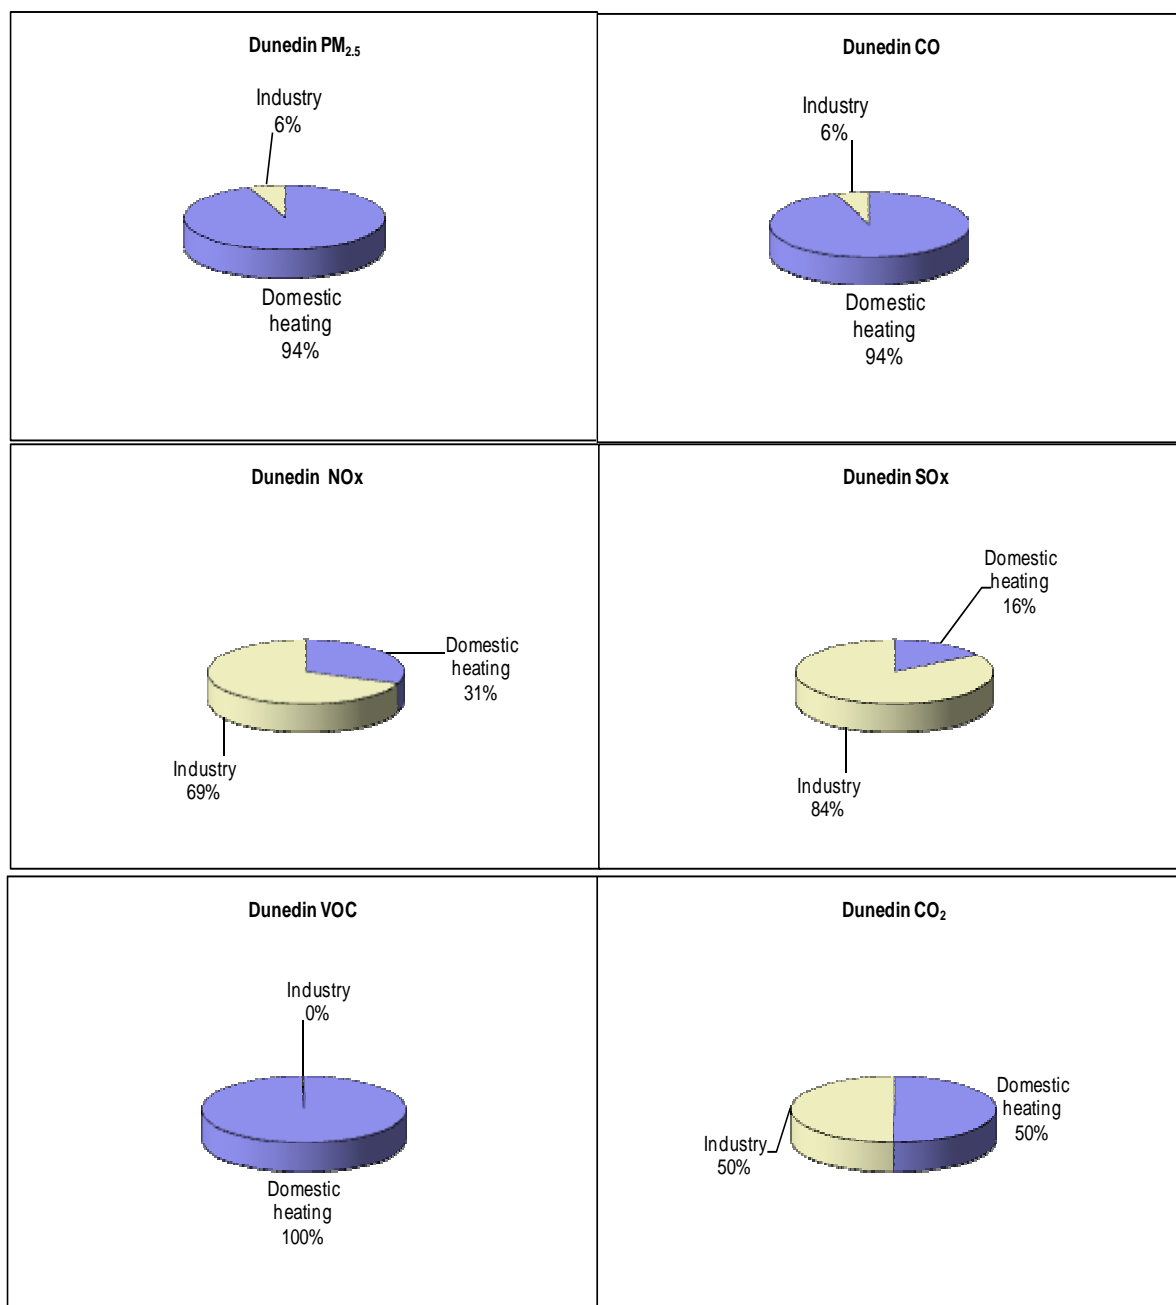 Dunedin PM2.5
Industry
6%
Domestic
heating
94%
Dunedin CO
Industry
6%
Domestic
heating
94%
Dunedin NOx
Domestic
heating
31%
Industry
69%
Dunedin SOx
Domestic
heating
16%
Industry
84%
Dunedin VOC
Industry
0%
Domestic
heating
100%
Dunedin CO2
Domestic
heating
50%
Industry
50%